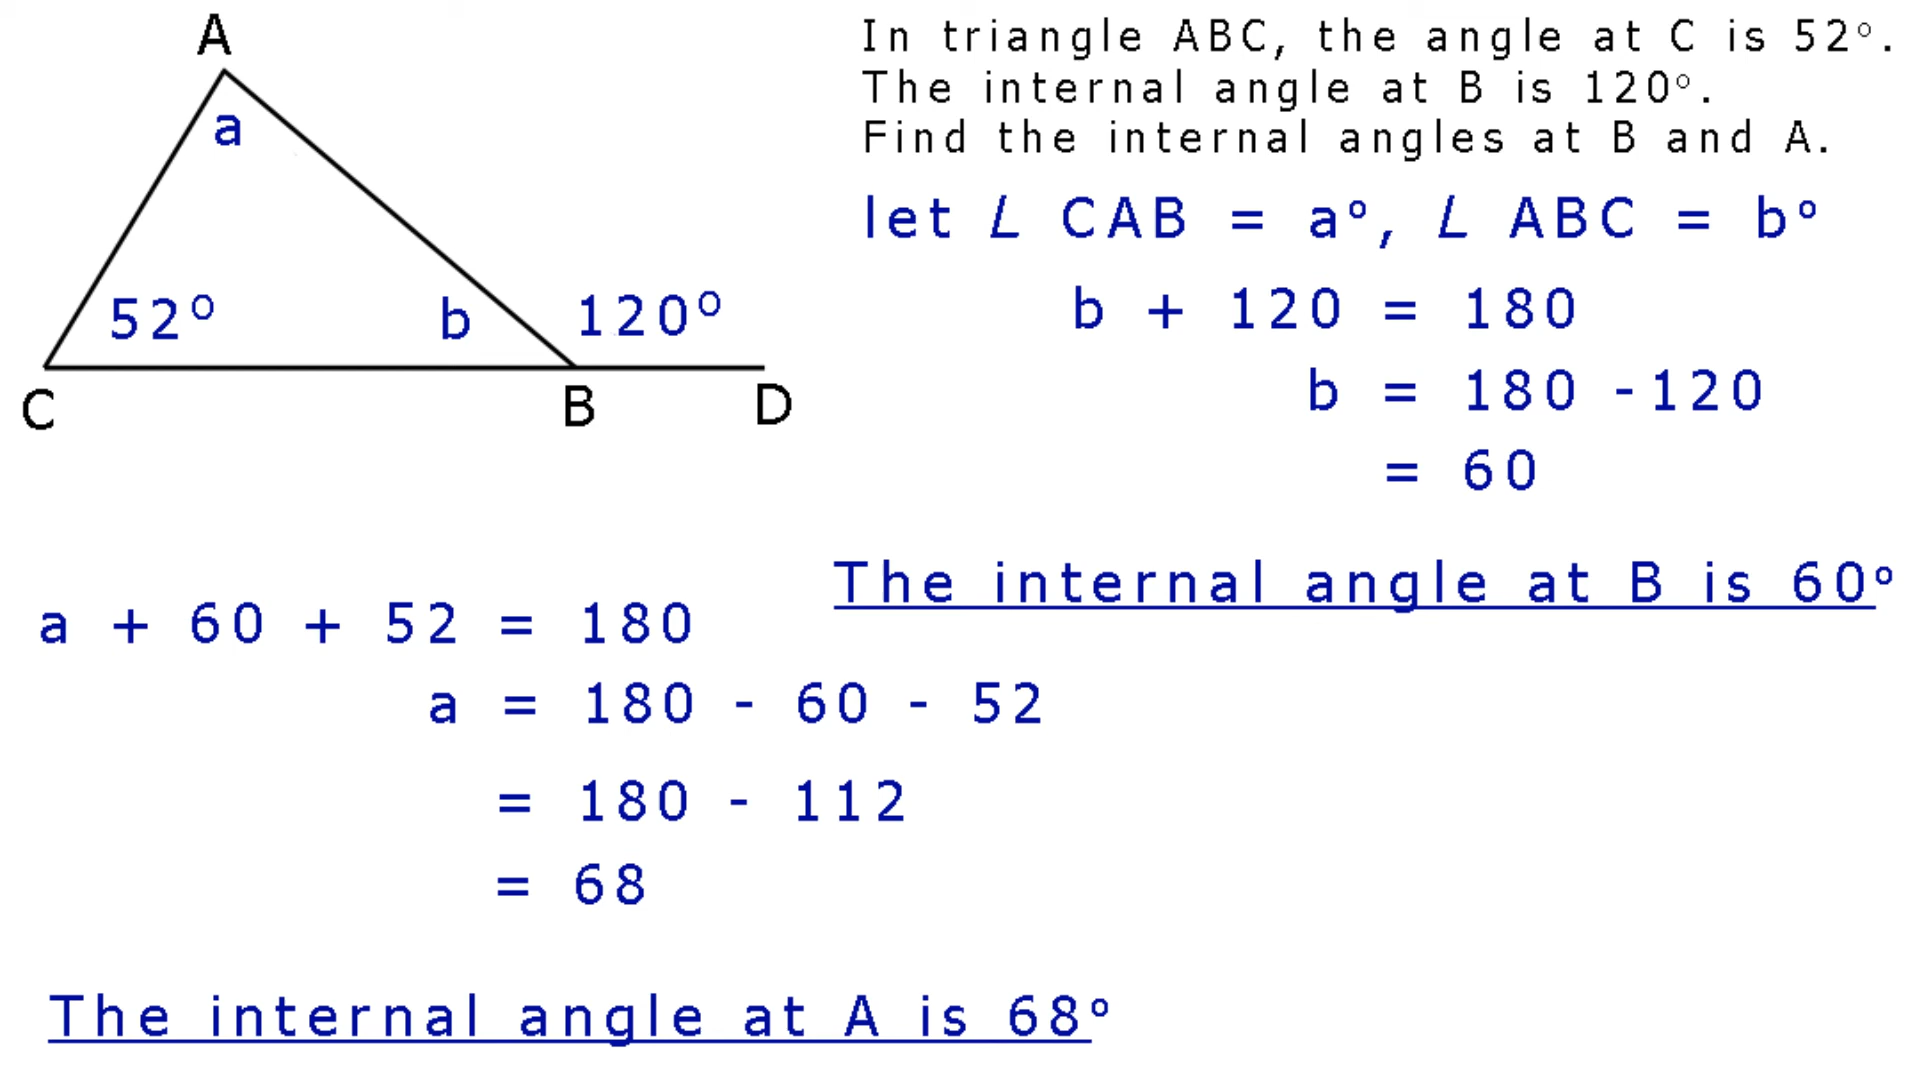 A
a
52° b 120°
C B D
In triangle ABC, the angle at C is 52°.
The internal angle at B is 120°.
Find the internal angles at B and A.
let L CAB = a°, L ABC = b°
b + 120 = 180
b = 180 -120
= 60
The internal angle at B is 60°
a + 60 + 52 = 180
a = 180 - 60 - 52
= 180 - 112
= 68
The internal angle at A is 68°